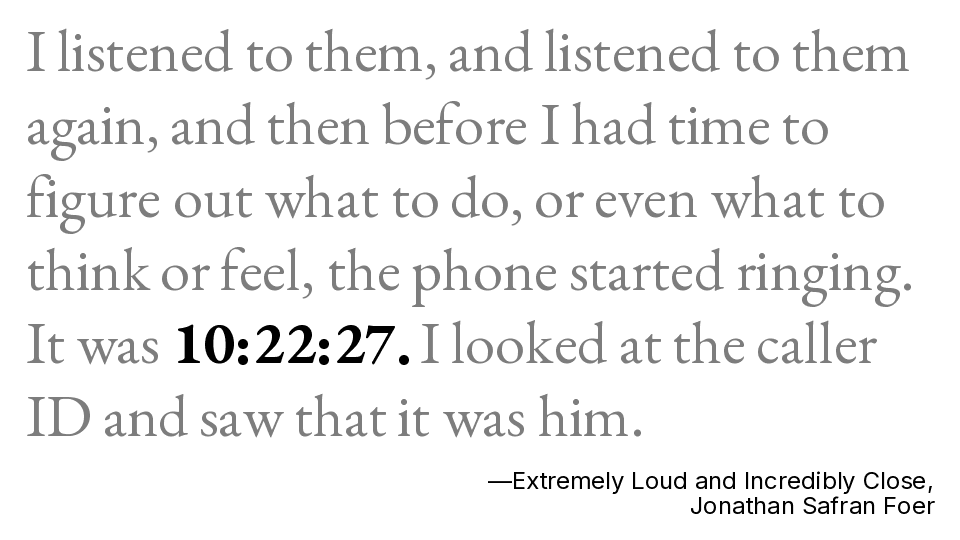 I listened to them, and listened to them
again, and then before I had time to
figure out what to do, or even what to
think or feel, the phone started ringing.
It was 10:22:27. I looked at the caller
ID and saw that it was him.
—Extremely Loud and Incredibly Close,
Jonathan Safran Foer